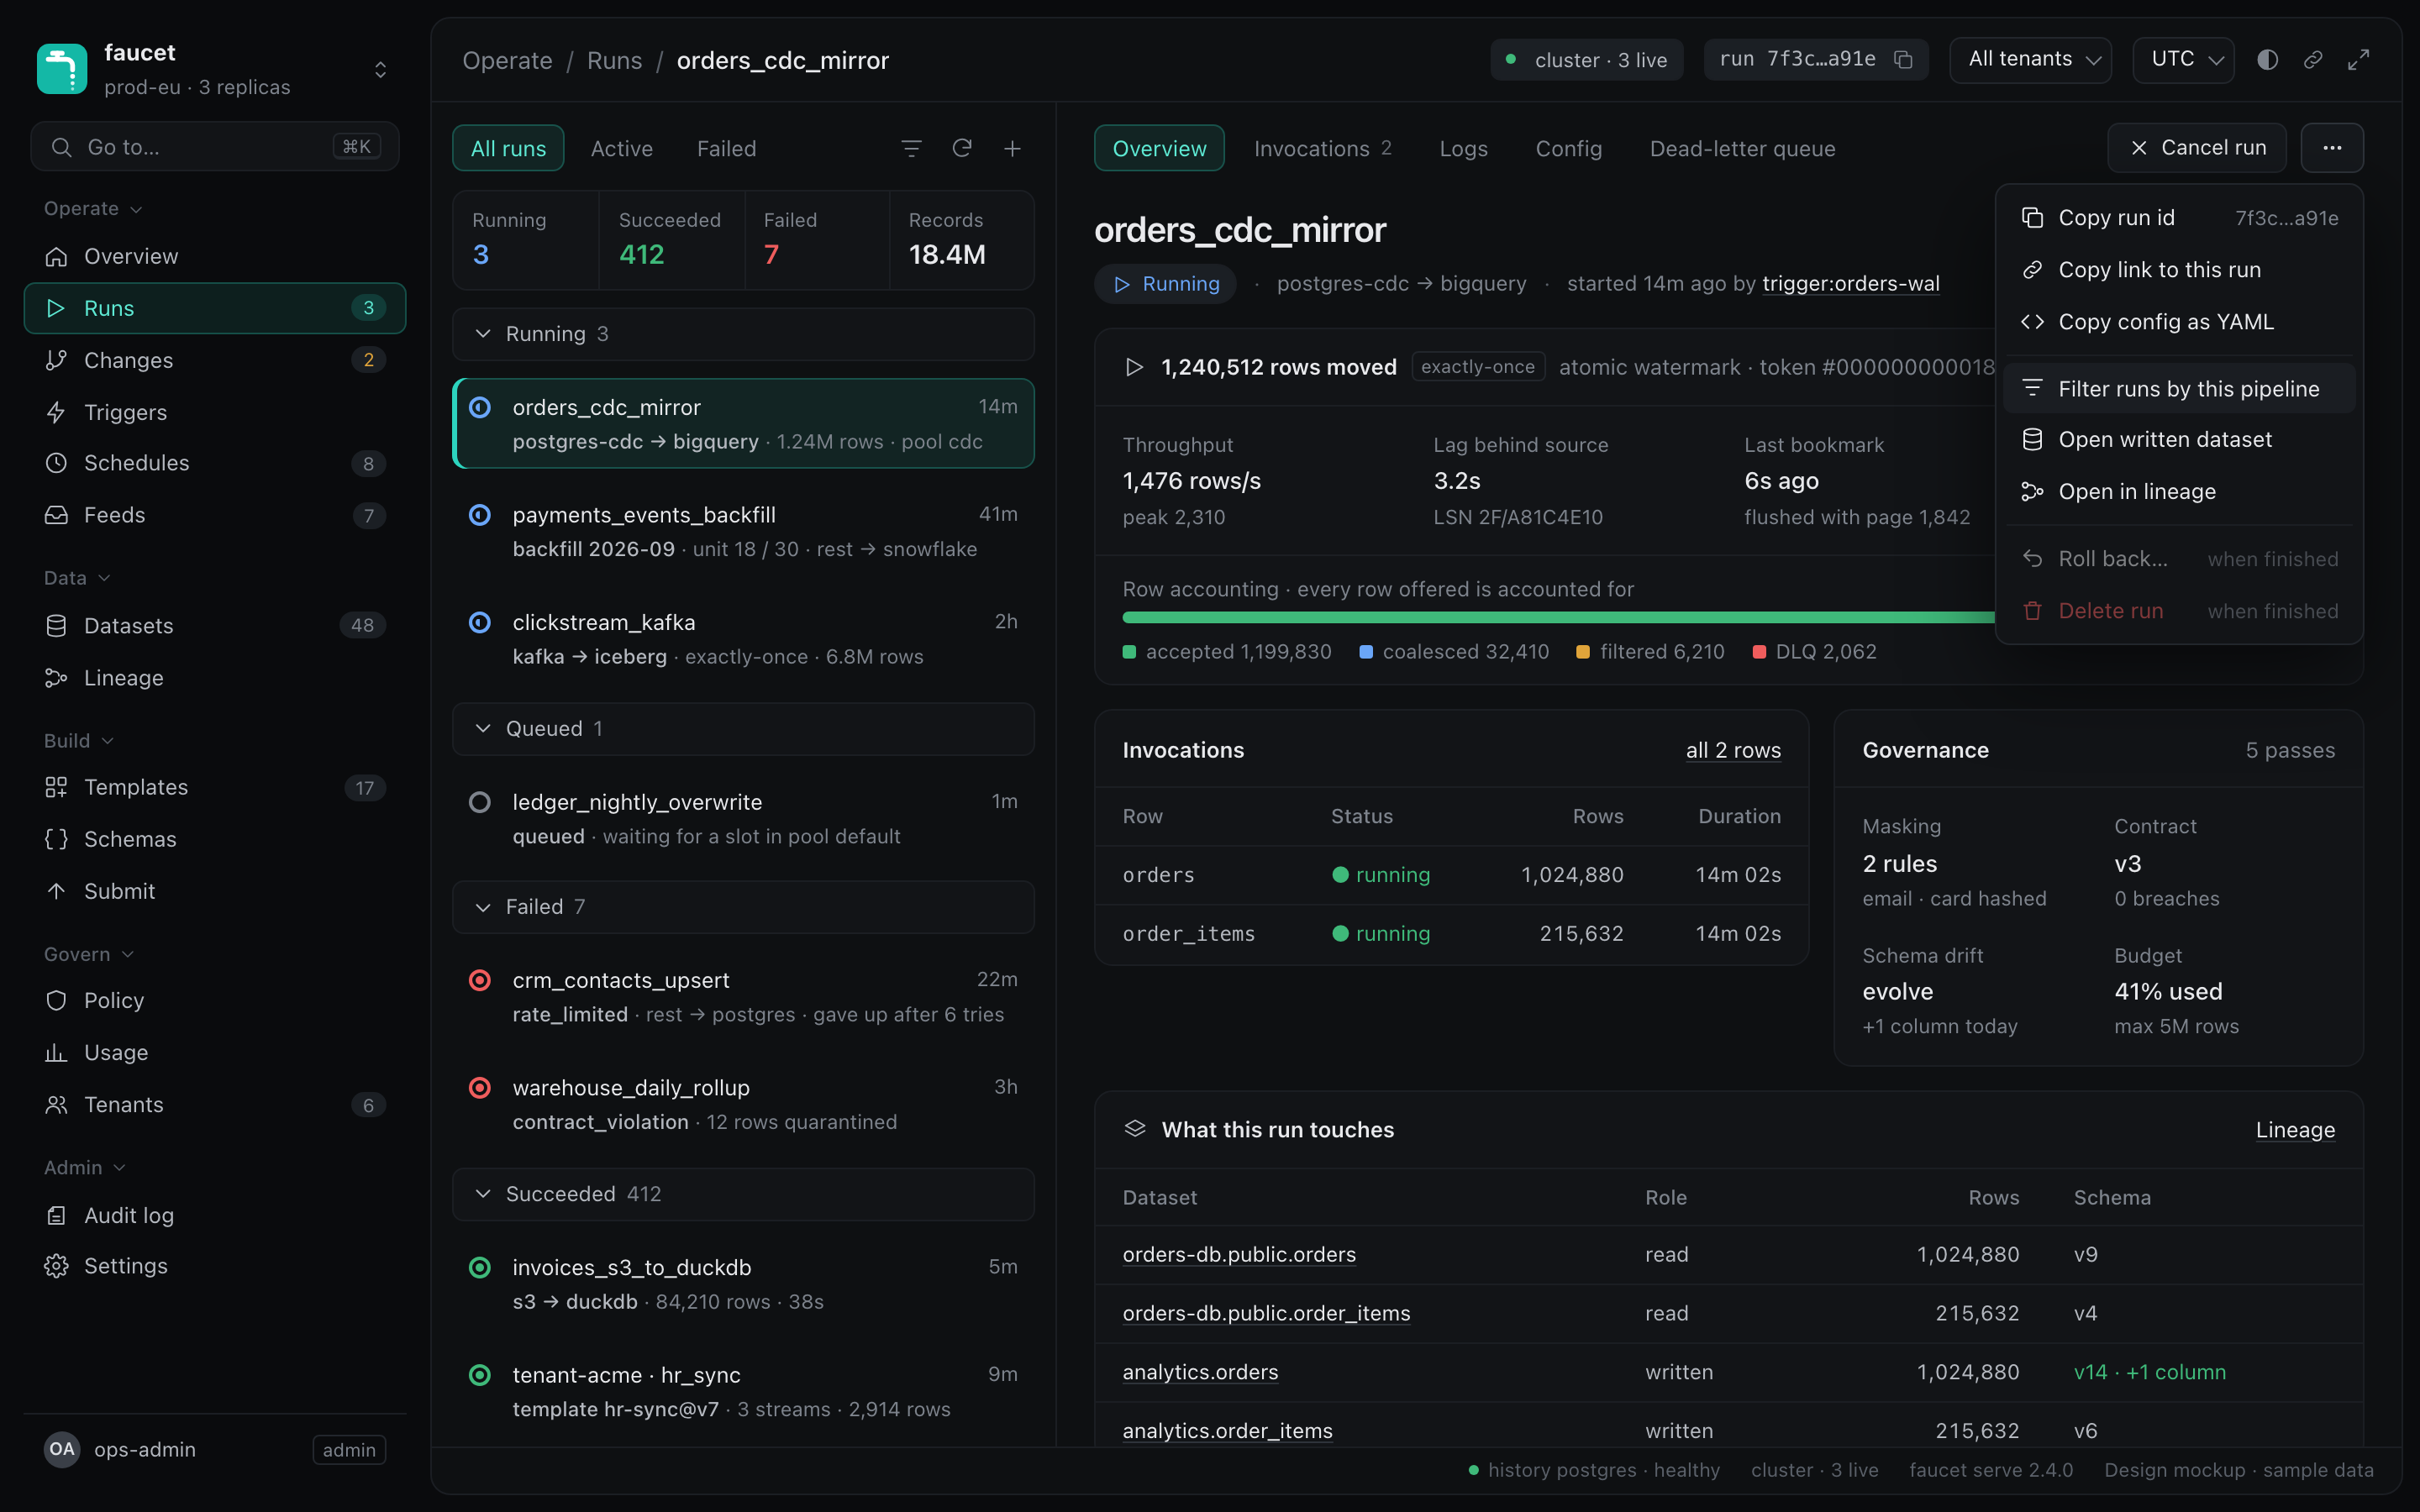 faucet
prod-eu · 3 replicas
Go to...
⌘K
Operate
Overview
Runs 3
Changes 2
Triggers
Schedules 8
Feeds 7
Data
Datasets 48
Lineage
Build
Templates 17
Schemas
Submit
Govern
Policy
Usage
Tenants 6
Admin
Audit log
Settings
OA ops-admin admin
Operate / Runs / orders_cdc_mirror
cluster · 3 live
run 7f3c…a91e
All tenants
UTC
All runs Active Failed
Running Succeeded Failed Records
3 412 7 18.4M
Running 3
orders_cdc_mirror 14m
postgres-cdc → bigquery · 1.24M rows · pool cdc
payments_events_backfill 41m
backfill 2026-09 · unit 18 / 30 · rest → snowflake
clickstream_kafka 2h
kafka → iceberg · exactly-once · 6.8M rows
Queued 1
ledger_nightly_overwrite 1m
queued · waiting for a slot in pool default
Failed 7
crm_contacts_upsert 22m
rate_limited · rest → postgres · gave up after 6 tries
warehouse_daily_rollup 3h
contract_violation · 12 rows quarantined
Succeeded 412
invoices_s3_to_duckdb 5m
s3 → duckdb · 84,210 rows · 38s
tenant-acme · hr_sync 9m
template hr-sync@v7 · 3 streams · 2,914 rows
Overview Invocations 2 Logs Config Dead-letter queue
Cancel run
orders_cdc_mirror
Running · postgres-cdc → bigquery · started 14m ago by trigger:orders-wal
1,240,512 rows moved exactly-once atomic watermark · token #000000000018
Throughput Lag behind source Last bookmark
1,476 rows/s 3.2s 6s ago
peak 2,310 LSN 2F/A81C4E10 flushed with page 1,842
Row accounting · every row offered is accounted for
accepted 1,199,830 coalesced 32,410 filtered 6,210 DLQ 2,062
Copy run id 7f3c…a91e
Copy link to this run
Copy config as YAML
Filter runs by this pipeline
Open written dataset
Open in lineage
Roll back... when finished
Delete run when finished
Invocations all 2 rows
Row Status Rows Duration
orders running 1,024,880 14m 02s
order_items running 215,632 14m 02s
Governance 5 passes
Masking Contract
2 rules v3
email · card hashed 0 breaches
Schema drift Budget
evolve 41% used
+1 column today max 5M rows
What this run touches Lineage
Dataset Role Rows Schema
orders-db.public.orders read 1,024,880 v9
orders-db.public.order_items read 215,632 v4
analytics.orders written 1,024,880 v14 · +1 column
analytics.order_items written 215,632 v6
history postgres · healthy cluster · 3 live faucet serve 2.4.0 Design mockup · sample data